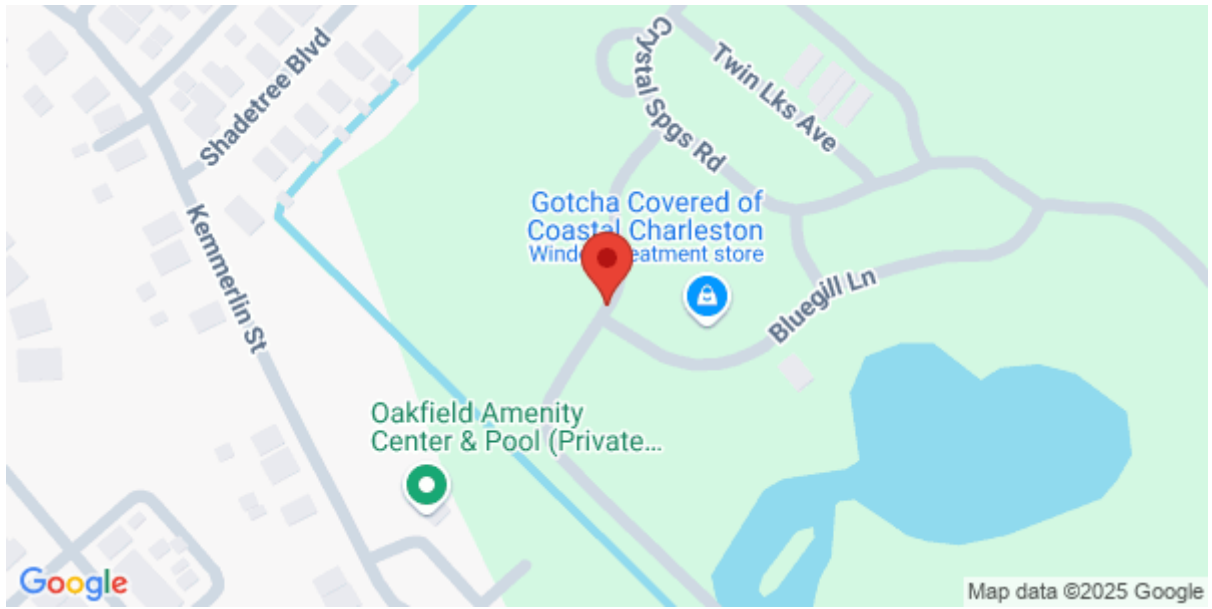 Shadetree Blvd
Crystal Spgs Rd
Twin Lks Ave
Gotcha Covered of
Coastal Charleston
Kemmerlin St
Bluegill Ln
Oakfield Amenity
Center & Pool (Private...
Google
Map data ©2025 Google